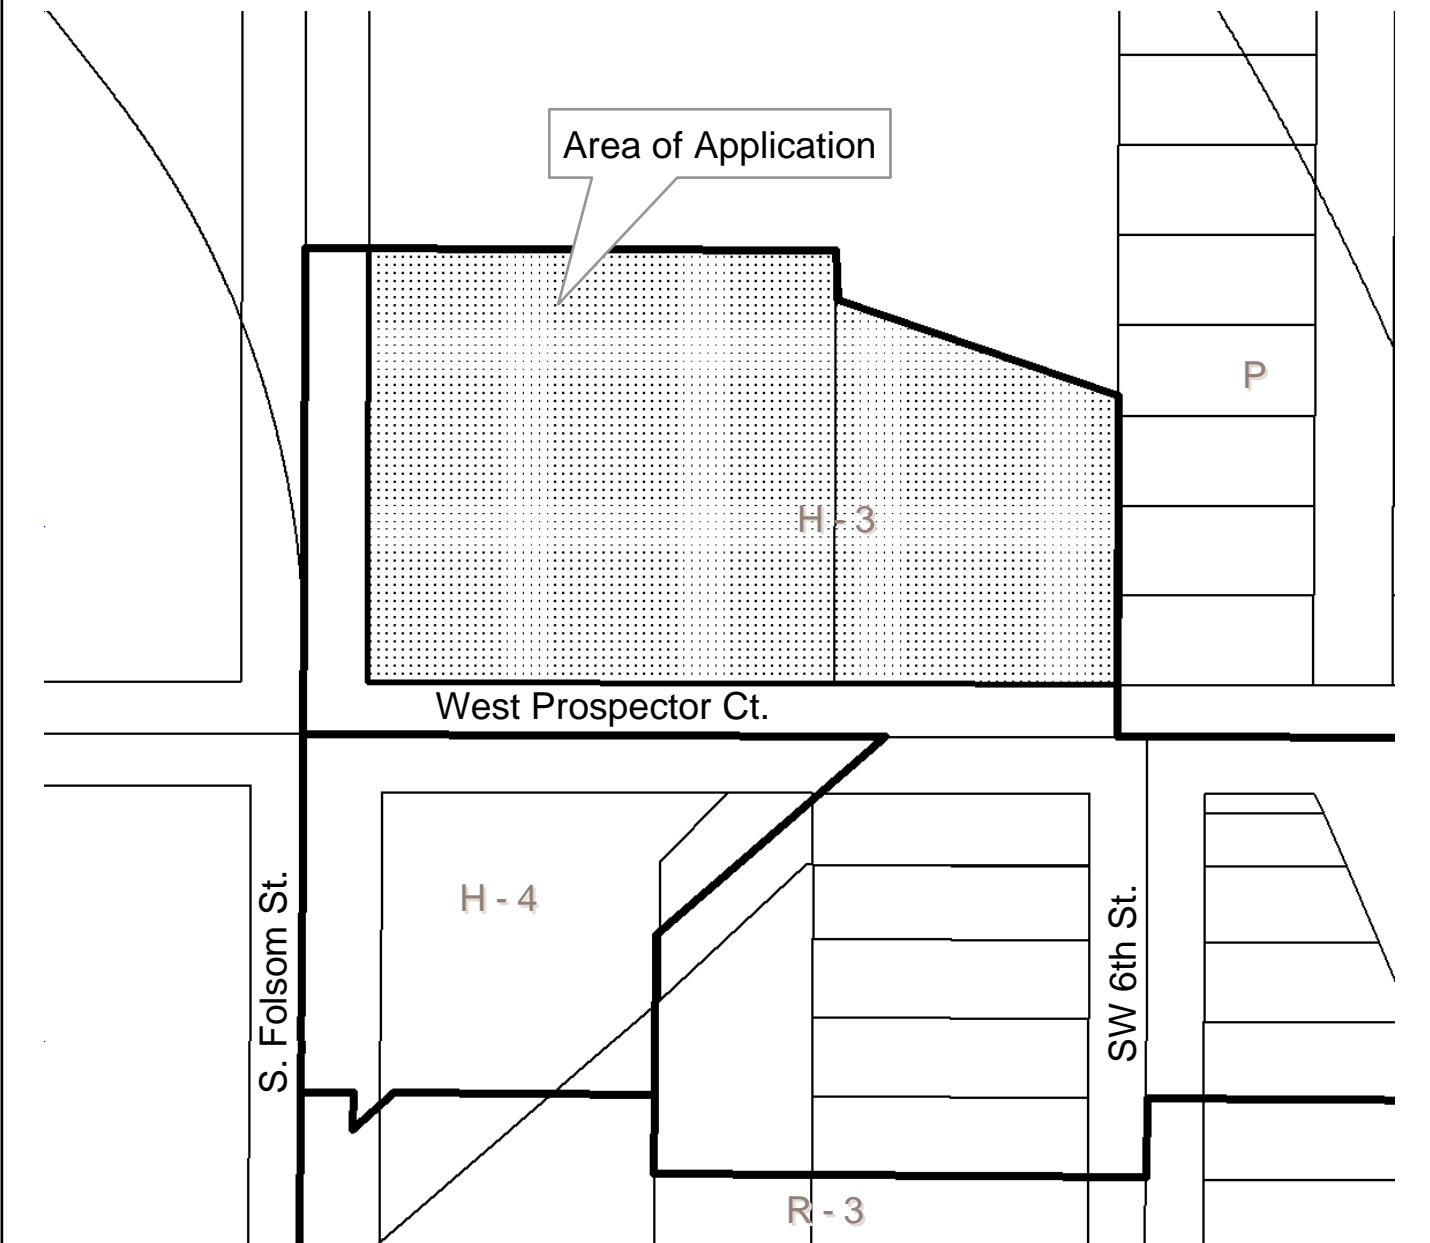 Area of Application
P
H - 3
West Prospector Ct.
H - 4
S. Folsom St.
SW 6th St.
R - 3